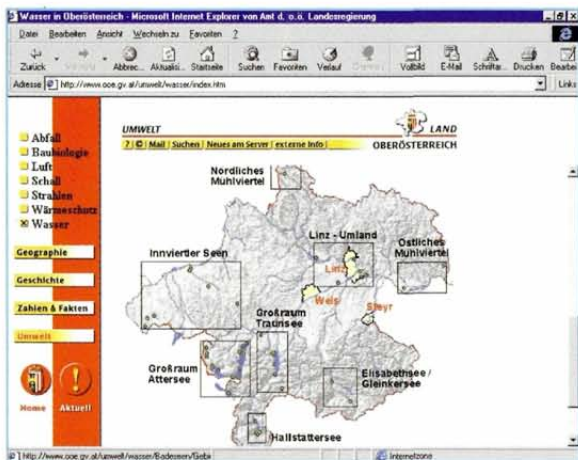 Wasser in Oberösterreich - Microsoft Internet Explorer von Amt d. o.ö. Landesregierung
Datei Bearbeiten Ansicht Wechseln zu Favoriten ?
Zurück Abbrec... Aktualisi... Startseite Suchen Favoriten Verlauf Vollbild E-Mail Schriftar... Drucken Bearbei
Adresse http://www.ooe.gv.at/umwelt/wasser/index.htm Links
Abfall
Baubiologie
Luft
Schall
Strahlen
Wärmeschutz
Wasser
Geographie
Geschichte
Zahlen & Fakten
Umwelt
Home Aktuell
UMWELT
LAND
OBERÖSTERREICH
? © Mail Suchen Neues am Server externe Info
Nördliches
Mühlviertel
Linz - Umland
Innviertler Seen
Östliches
Mühlviertel
Linz
Wels
Steyr
Großraum
Traunsee
Großraum
Attersee
Elisabethsee /
Gleinkersee
Hallstattersee
http://www.ooe.gv.at/umwelt/wasser/Badeseen/Gebi
Internetzone